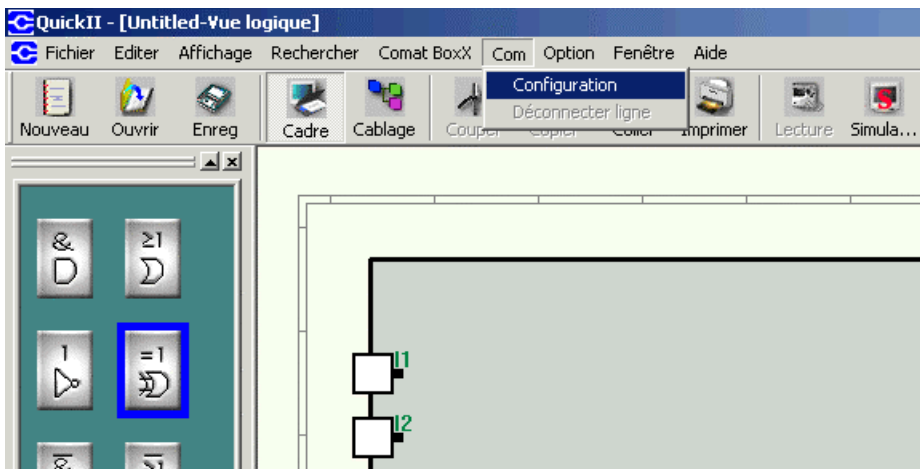 QuickII - [Untitled-Vue logique]
Fichier Editer Affichage Rechercher Comat BoxX Com Option Fenêtre Aide
Configuration
Déconnecter ligne
Nouveau Ouvrir Enreg Cadre Cablage Couper Copier Coller Imprimer Lecture Simula...
& ≥1
1 =1
I1
I2
& ≥1